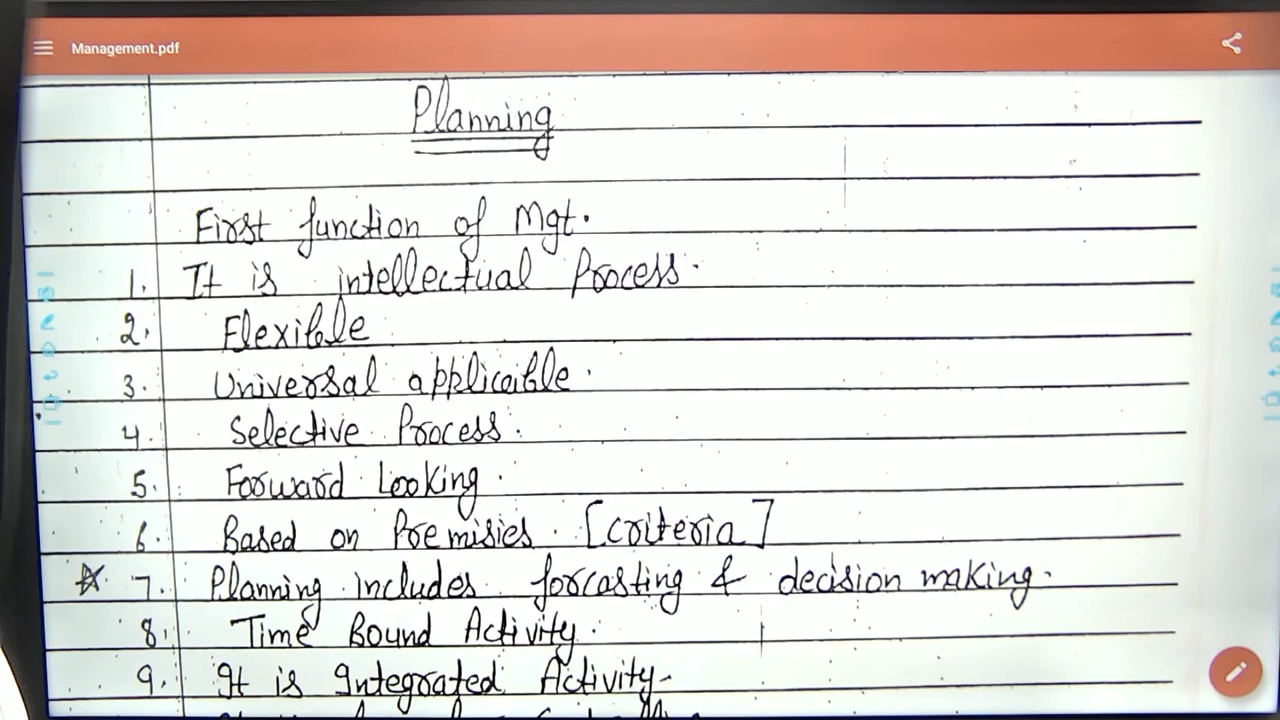 Management.pdf
Planning
First function of Mgt.
1. It is intellectual Process.
2. Flexible
3. Universal applicaible.
4. Selective Process.
5. Forward Looking.
6. Based on Premisies. [criteria]
7. Planning includes forcasting & decision making.
8. Time Bound Activity.
9. It is Integrated Activity.